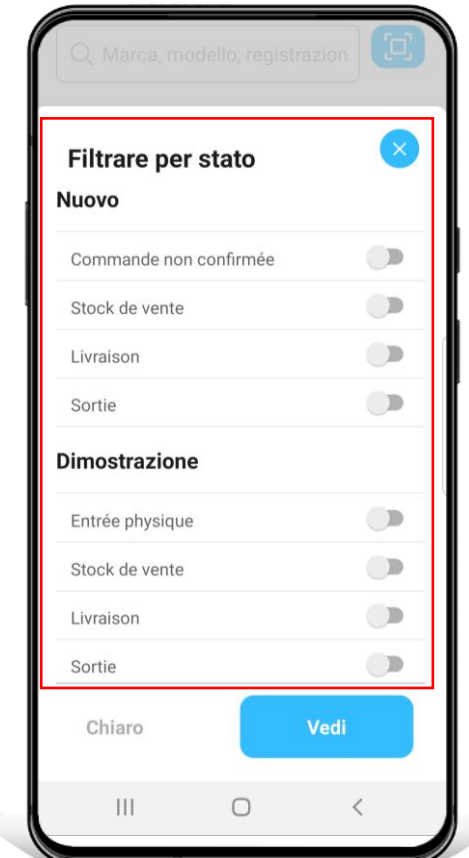 Marca, modello, registrazion
Filtrare per stato
Nuovo
Commande non confirmée
Stock de vente
Livraison
Sortie
Dimostrazione
Entrée physique
Stock de vente
Livraison
Sortie
Chiaro
Vedi